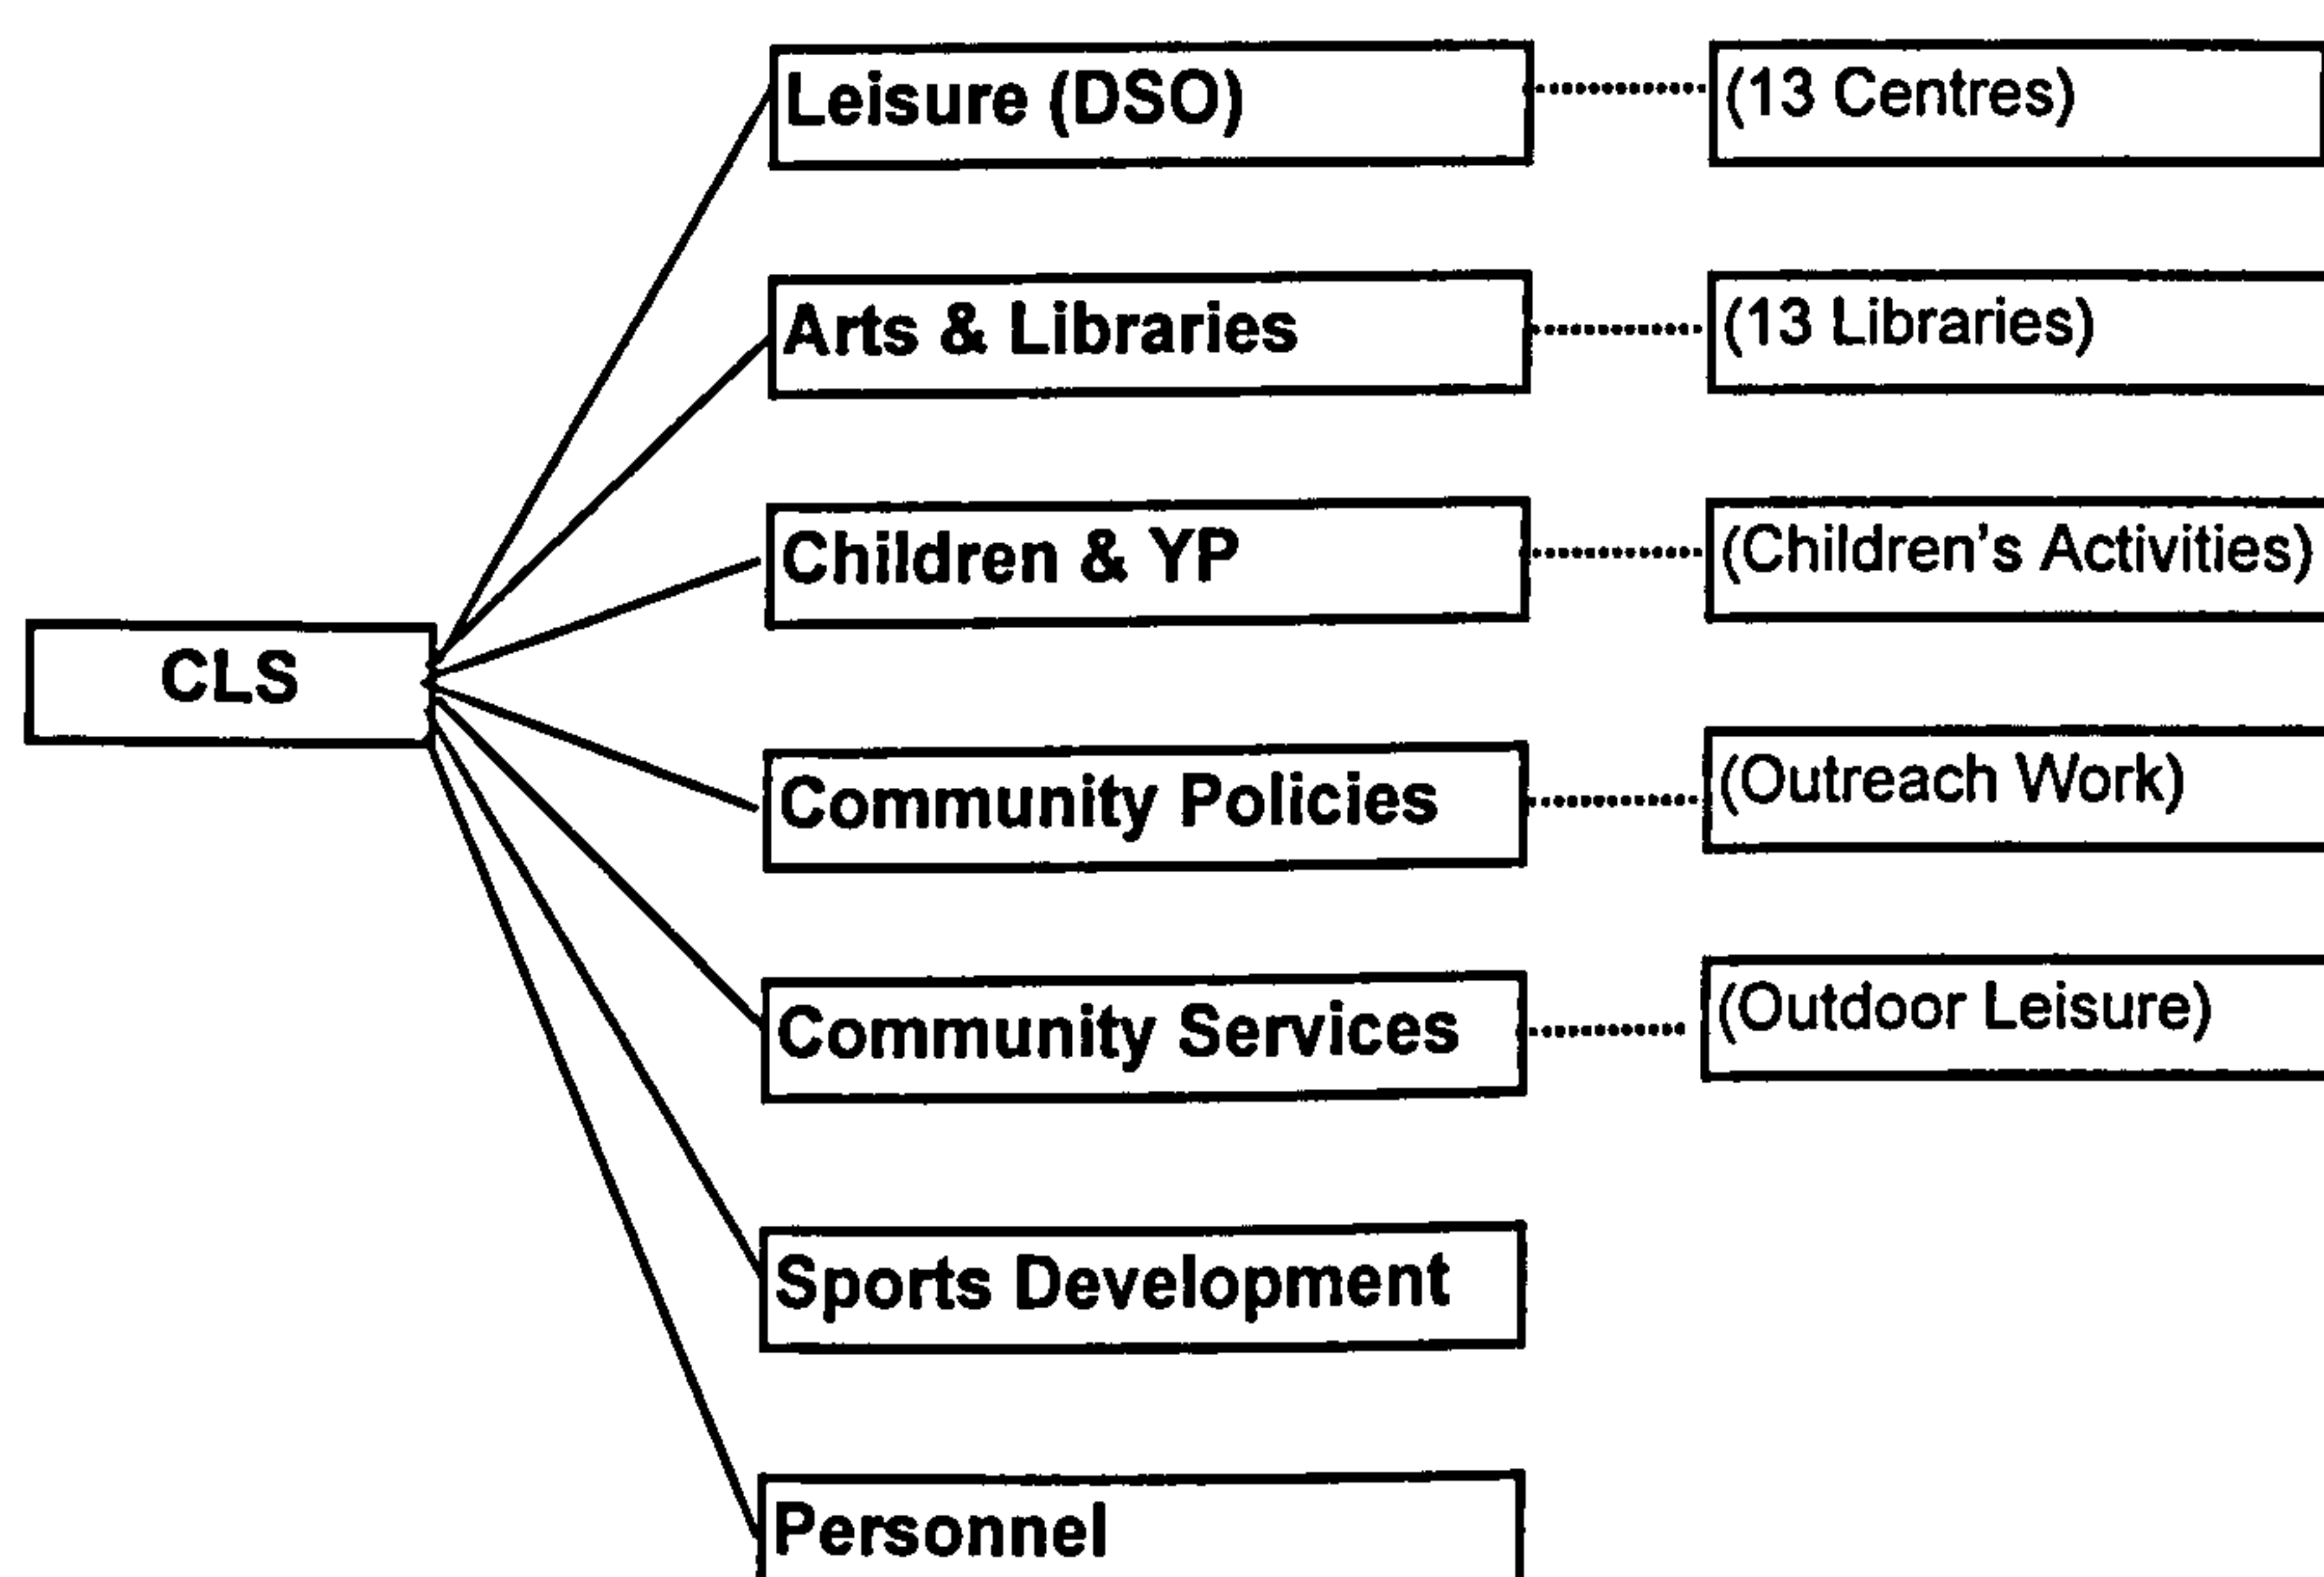 Leisure (DSO)
(13 Centres)
Arts & Libraries
(13 Libraries)
Children & YP
(Children's Activities)
CLS
Community Policies
(Outreach Work)
Community Services
(Outdoor Leisure)
Sports Development
Personnel